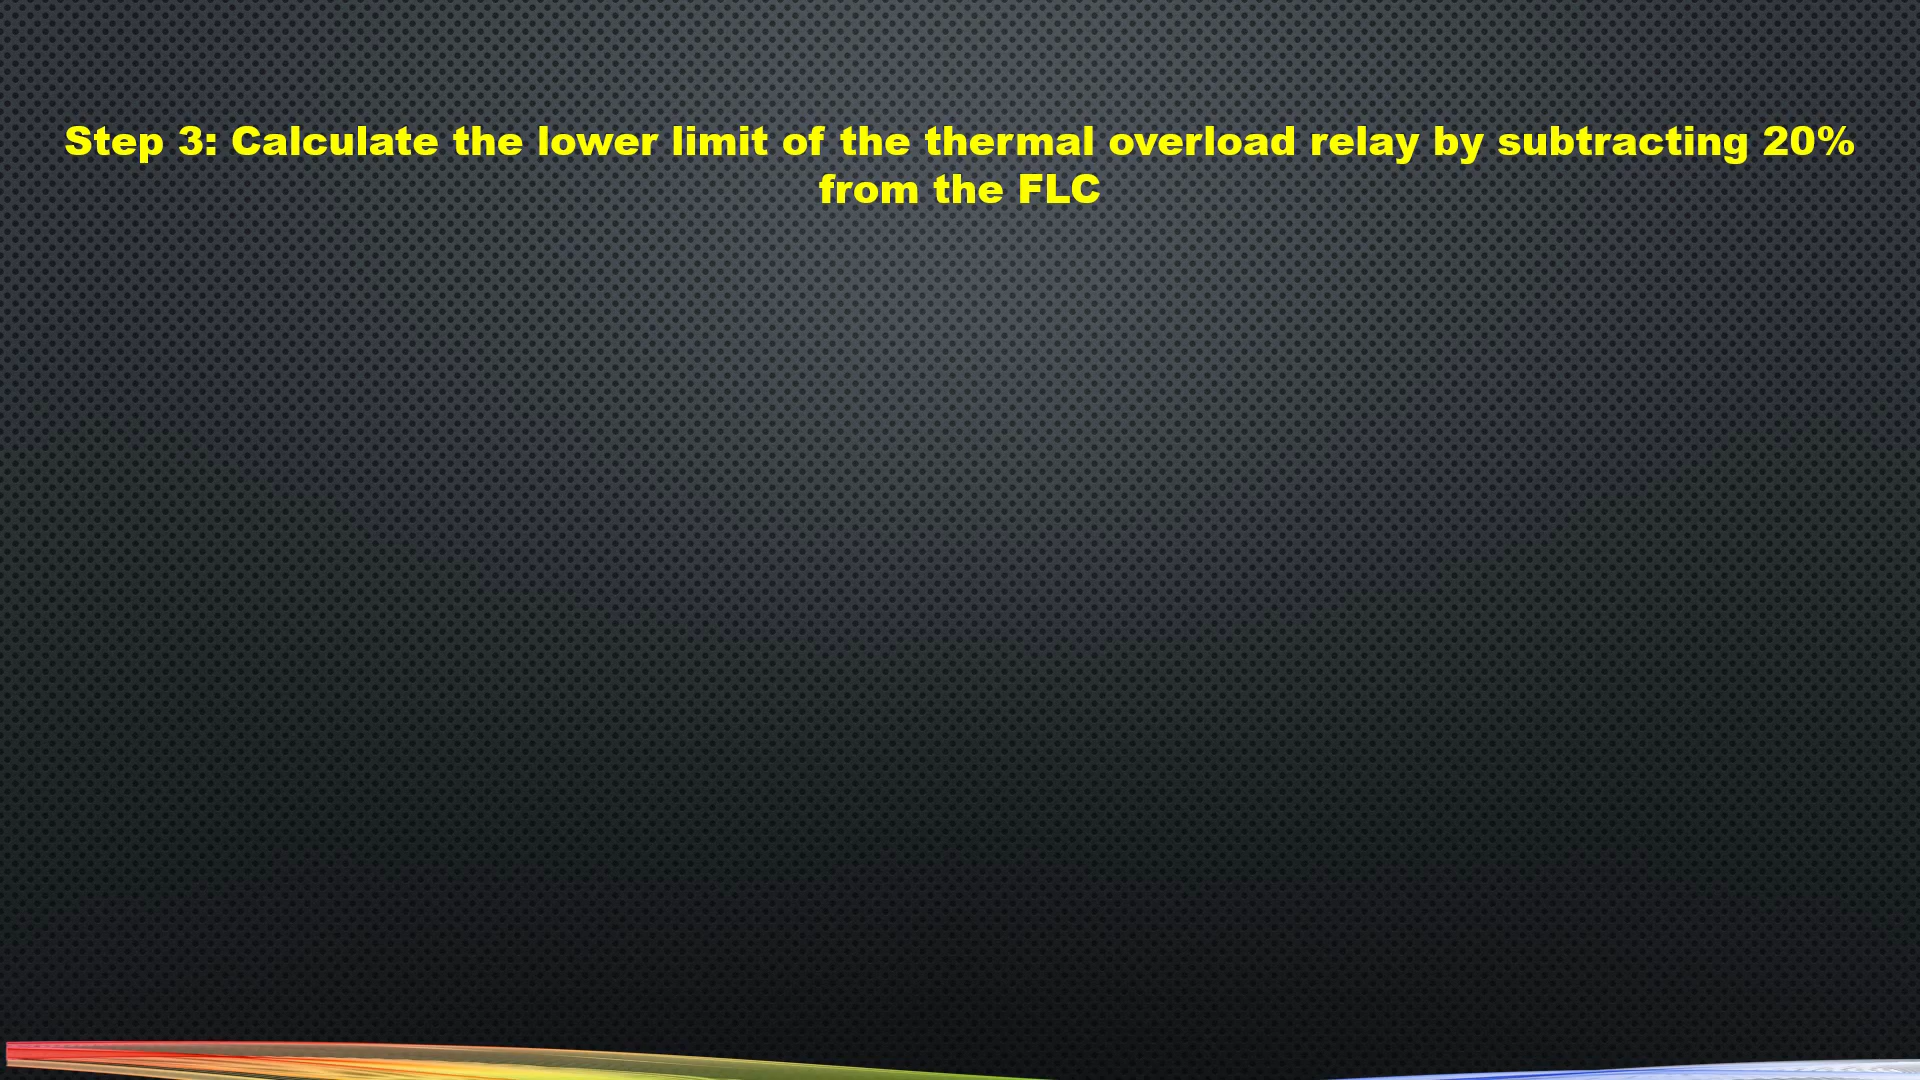 Step 3: Calculate the lower limit of the thermal overload relay by subtracting 20%
from the FLC